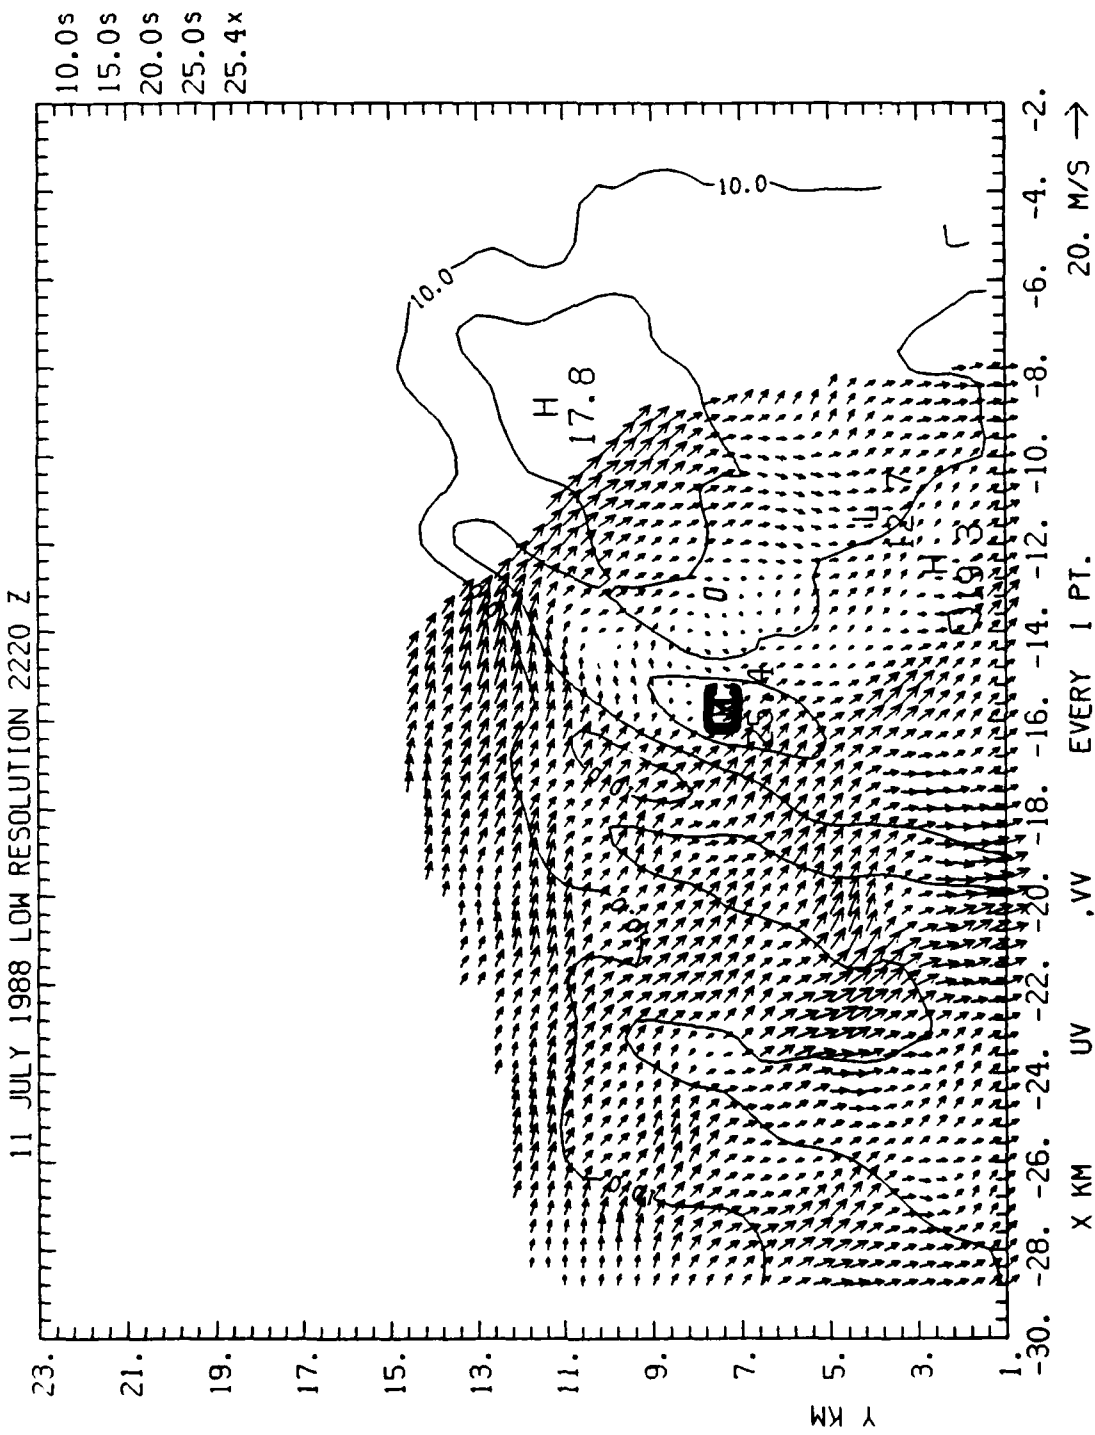 11 JULY 1988 LOW RESOLUTION 2220 Z
10.0s
15.0s
20.0s
25.0s
25.4x
23.
21.
19.
17.
15.
13.
11.
9.
7.
5.
3.
1.
Y KM
10.0
10.0
H
17.8
L
H
M
-30. -28. -26. -24. -22. -20. -18. -16. -14. -12. -10. -8. -6. -4. -2.
X KM UV ,VV EVERY 1 PT. 20. M/S →